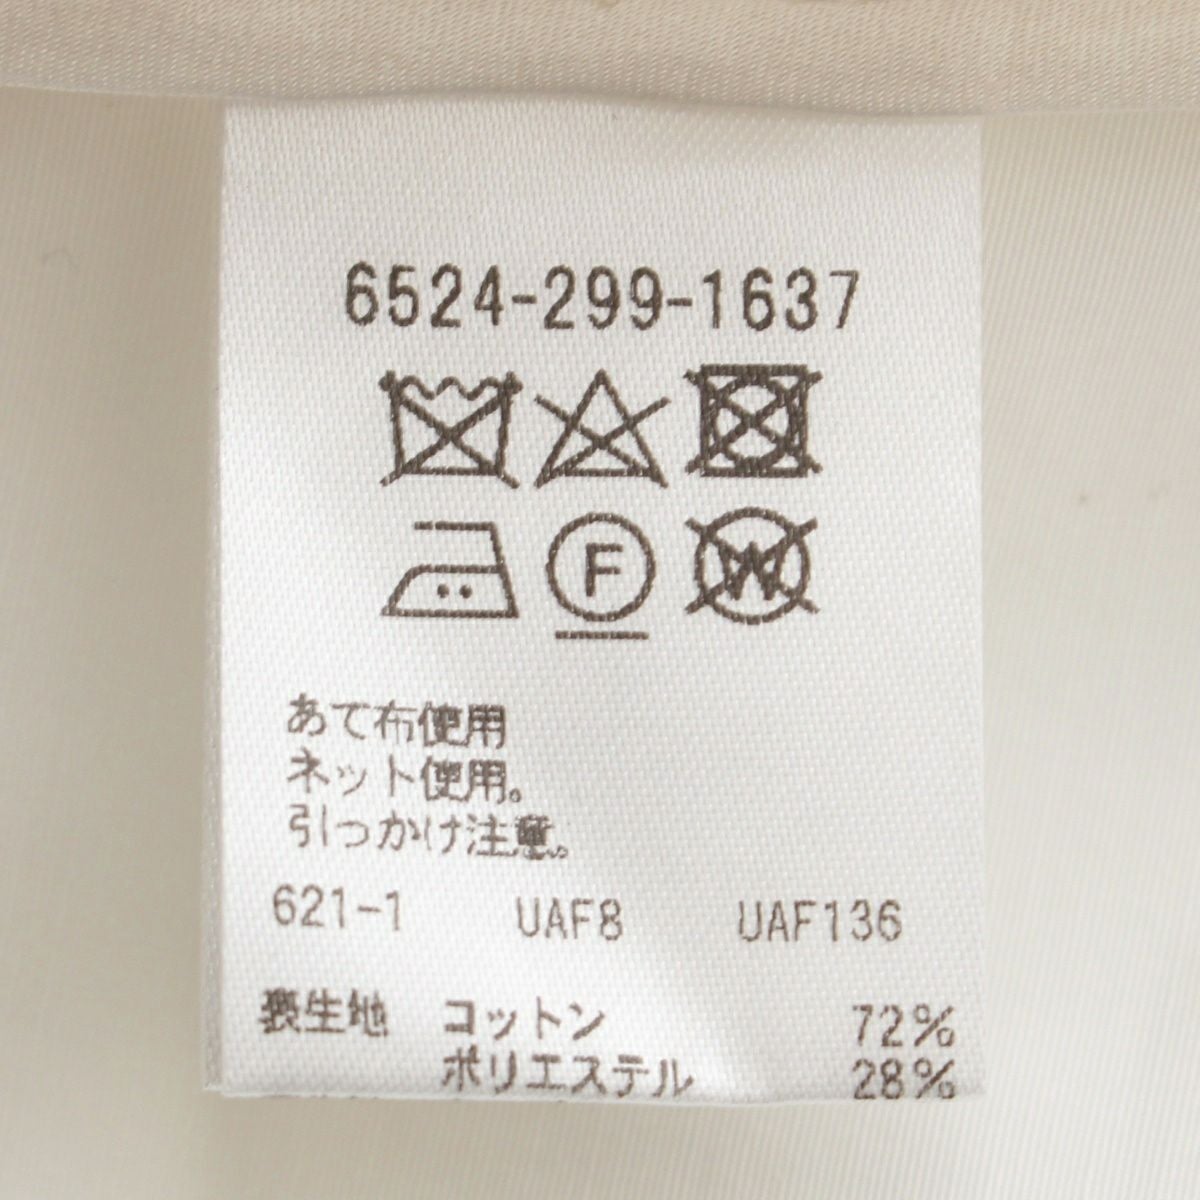 6524-299-1637
F W
あて布使用
ネット使用。
引っかけ注意。
621-1 UAF8 UAF136
表生地 コットン 72%
ポリエステル 28%